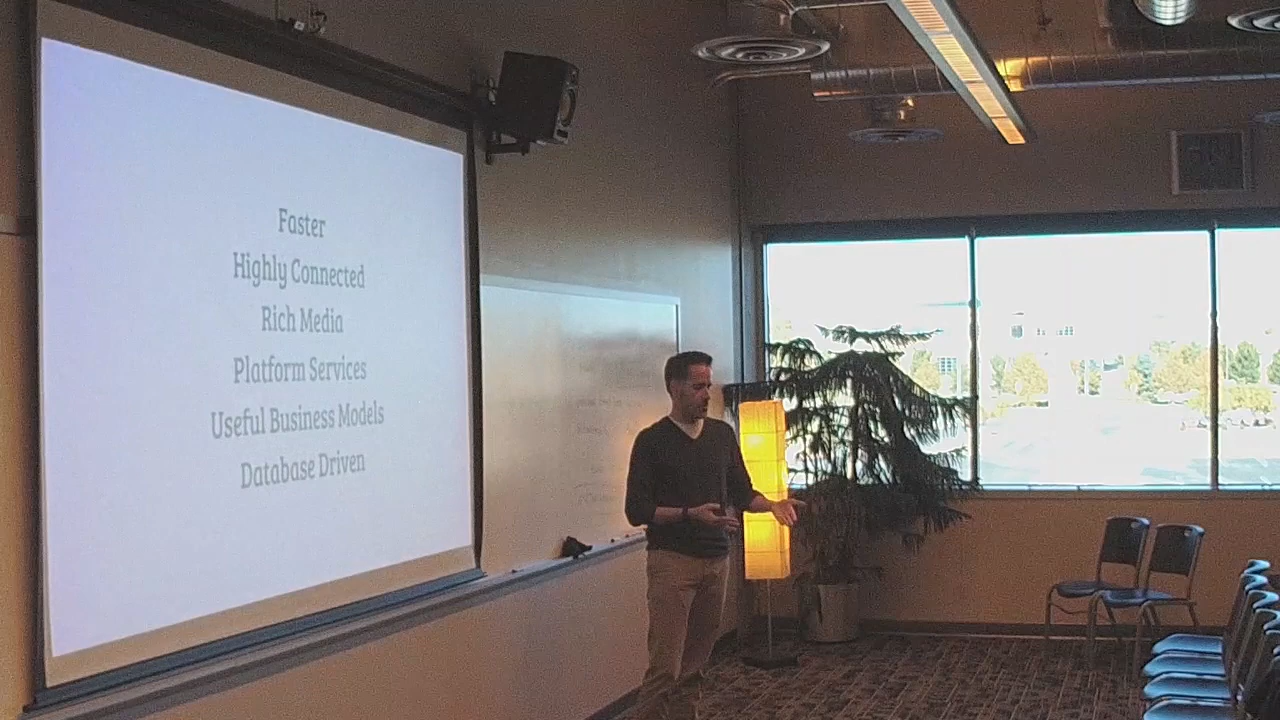 Faster
Highly Connected
Rich Media
Platform Services
Useful Business Models
Database Driven